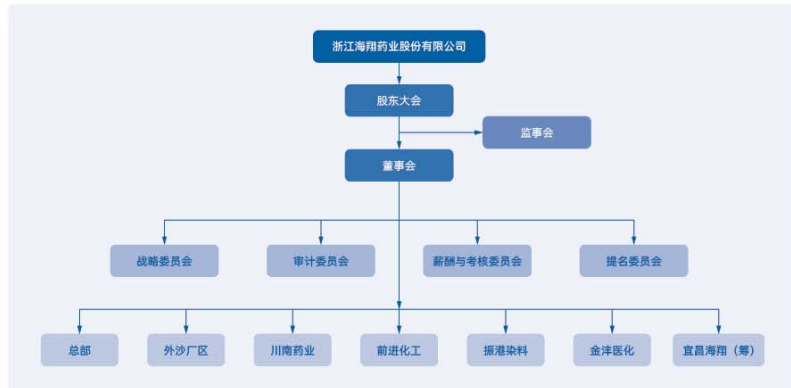 浙江海翔药业股份有限公司
股东大会
监事会
董事会
战略委员会
审计委员会
薪酬与考核委员会
提名委员会
总部
外沙厂区
川南药业
前进化工
振港染料
金沣医化
宜昌海翔（筹）